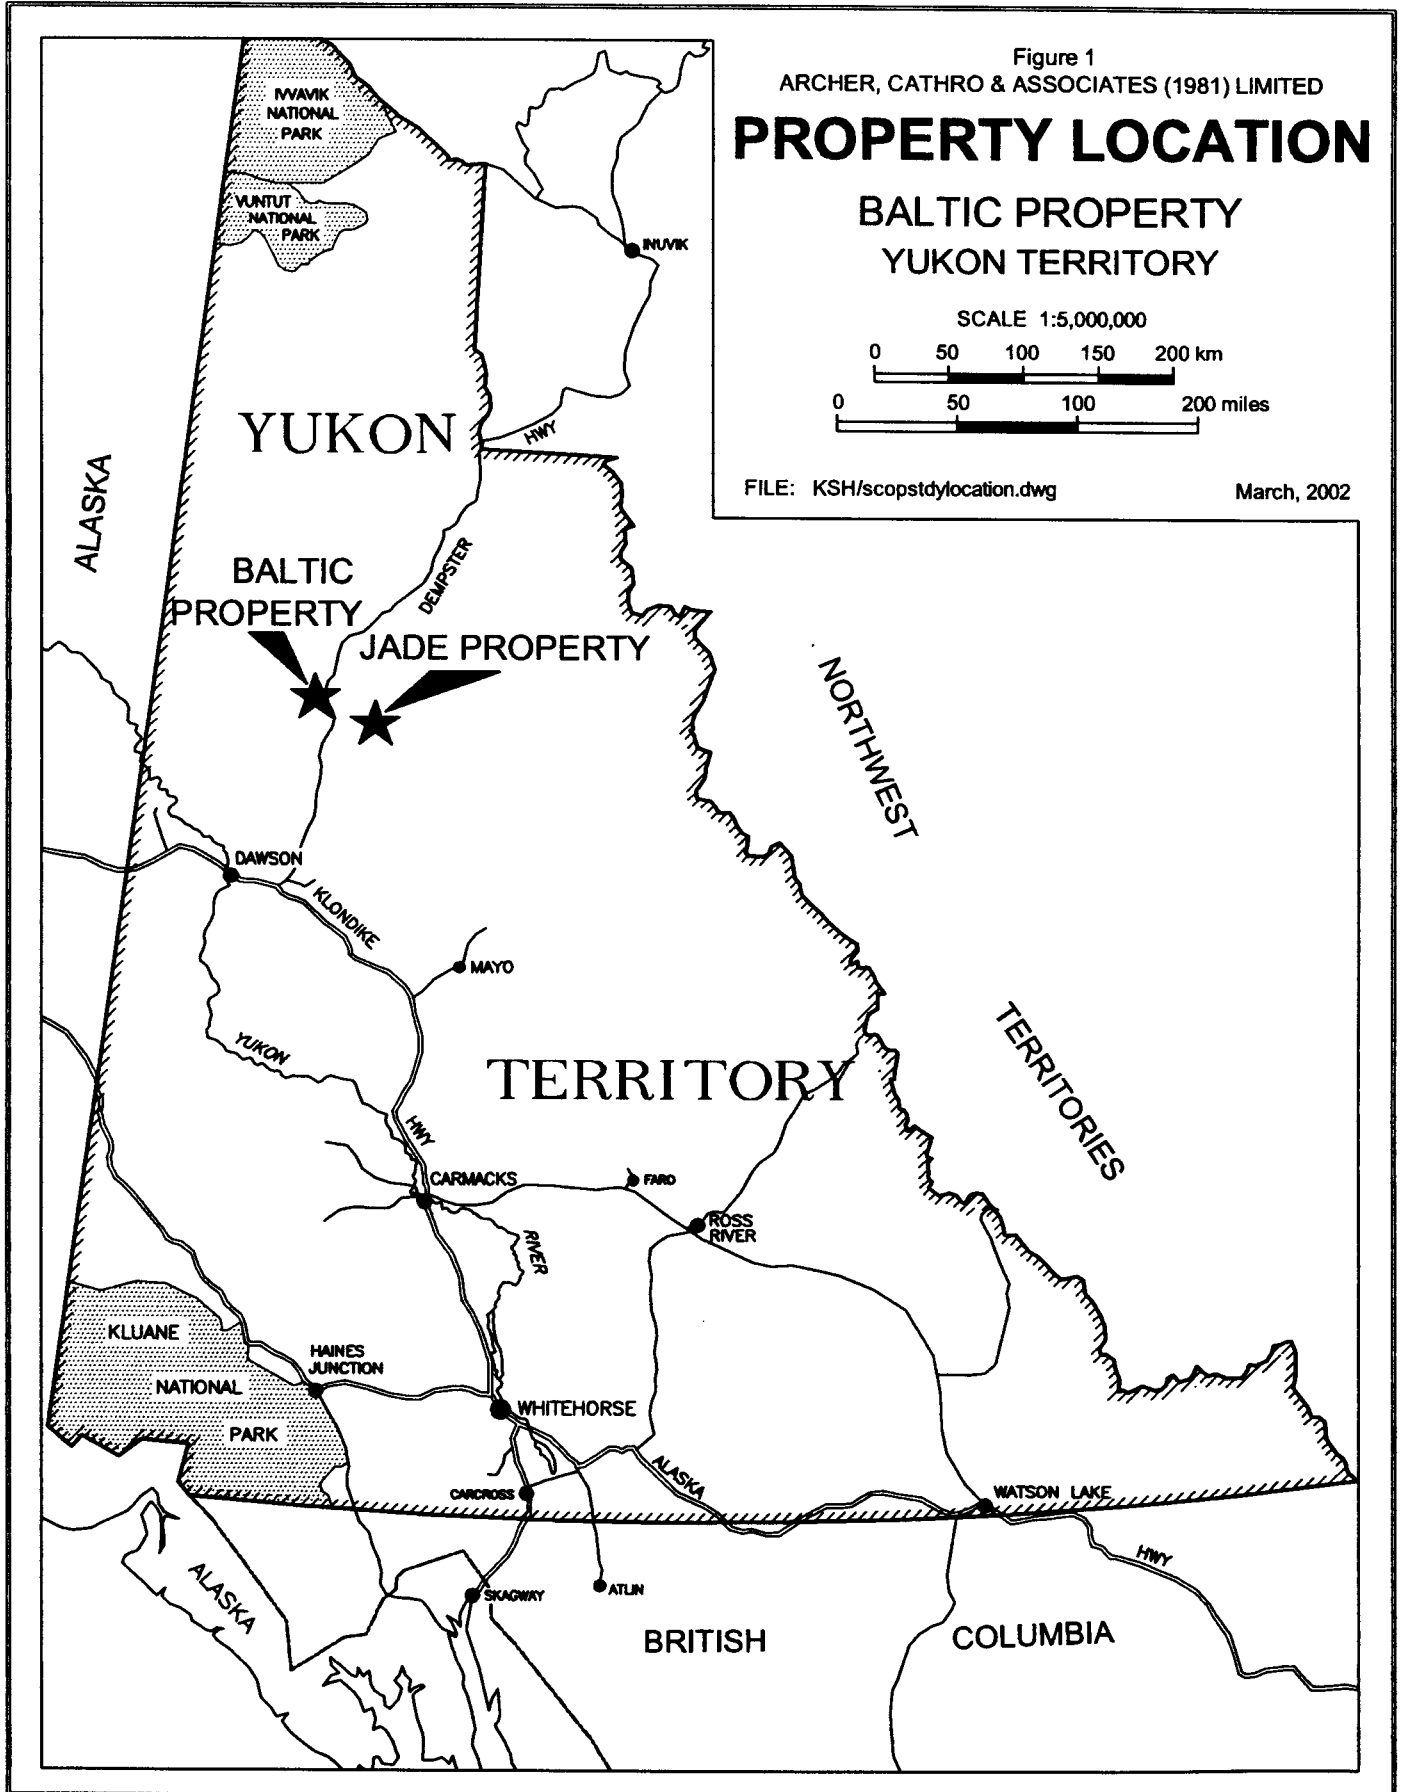 Figure 1
ARCHER, CATHRO & ASSOCIATES (1981) LIMITED
PROPERTY LOCATION
BALTIC PROPERTY
YUKON TERRITORY
SCALE 1:5,000,000
0 50 100 150 200 km
0 50 100 200 miles
FILE: KSH/scopstdylocation.dwg
March, 2002
IVVAVIK
NATIONAL
PARK
VUNTUT
NATIONAL
PARK
INUVIK
YUKON
HWY
ALASKA
DEMPSTER
BALTIC
PROPERTY
JADE PROPERTY
NORTHWEST
DAWSON
KLONDIKE
MAYO
YUKON
TERRITORY
TERRITORIES
HWY
CARMACKS
FARO
ROSS
RIVER
RIVER
KLUANE
NATIONAL
PARK
HAINES
JUNCTION
WHITEHORSE
ALASKA
CARCROSS
WATSON LAKE
HWY
ALASKA
SKAGWAY
ATLIN
BRITISH
COLUMBIA